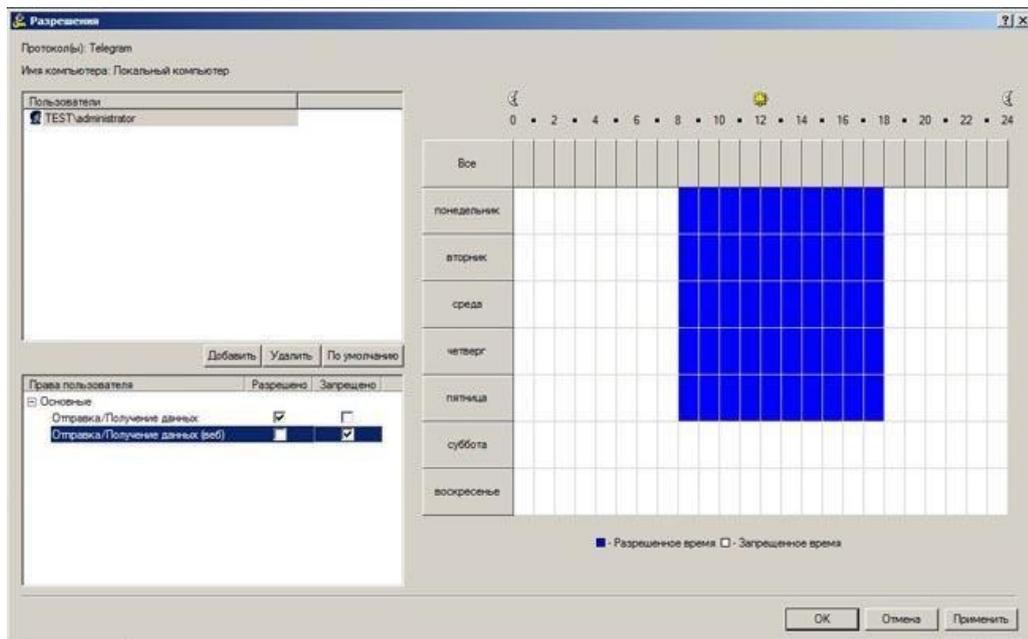 Разрешения
Протокол(ы): Telegram
Имя компьютера: Локальный компьютер
Пользователи
TEST\administrator
Добавить Удалить По умолчанию
Права пользователя Разрешено Запрещено
Основные
Отправка/Получение данных
Отправка/Получение данных (веб)
0 2 4 6 8 10 12 14 16 18 20 22 24
Все
понедельник
вторник
среда
четверг
пятница
суббота
воскресенье
- Разрешенное время - Запрещенное время
OK Отмена Применить